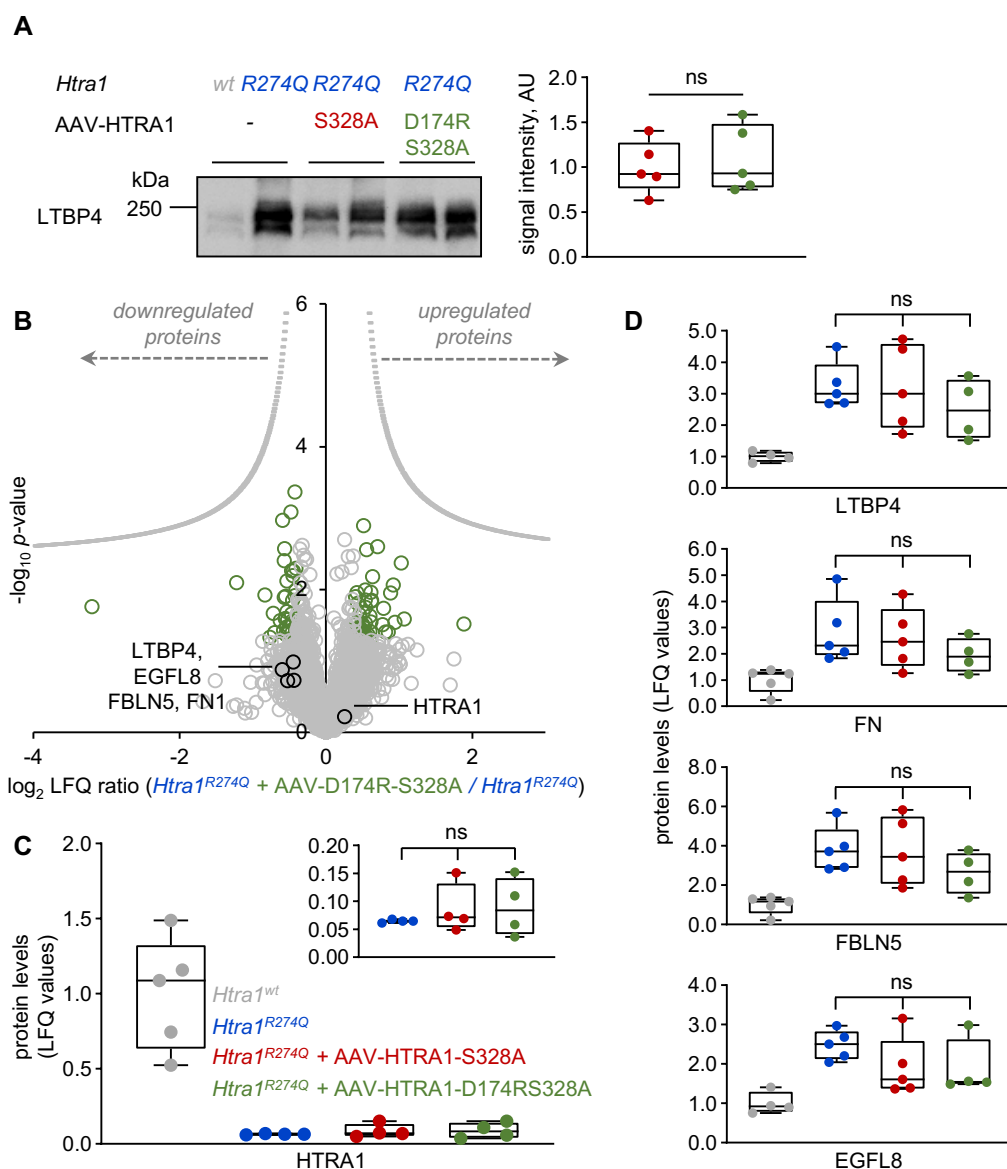 A
Htra1 wt R274Q R274Q R274Q
AAV-HTRA1 - S328A D174R
S328A
kDa
250
LTBP4
signal intensity, AU
2.0
1.5
1.0
0.5
0.0
ns
B
downregulated
proteins
upregulated
proteins
6
4
2
0
-log10 p-value
LTBP4,
EGFL8
FBLN5, FN1
HTRA1
-4 -2 0 2
log2 LFQ ratio (Htra1R274Q + AAV-D174R-S328A / Htra1R274Q)
C
protein levels
(LFQ values)
2.0
1.5
1.0
0.5
0.0
ns
0.20
0.15
0.10
0.05
0.00
Htra1wt
Htra1R274Q
Htra1R274Q + AAV-HTRA1-S328A
Htra1R274Q + AAV-HTRA1-D174RS328A
HTRA1
D
protein levels (LFQ values)
ns
5.0
4.0
3.0
2.0
1.0
0.0
LTBP4
ns
6.0
5.0
4.0
3.0
2.0
1.0
0.0
FN
ns
8.0
6.0
4.0
2.0
0.0
FBLN5
ns
4.0
3.0
2.0
1.0
0.0
EGFL8